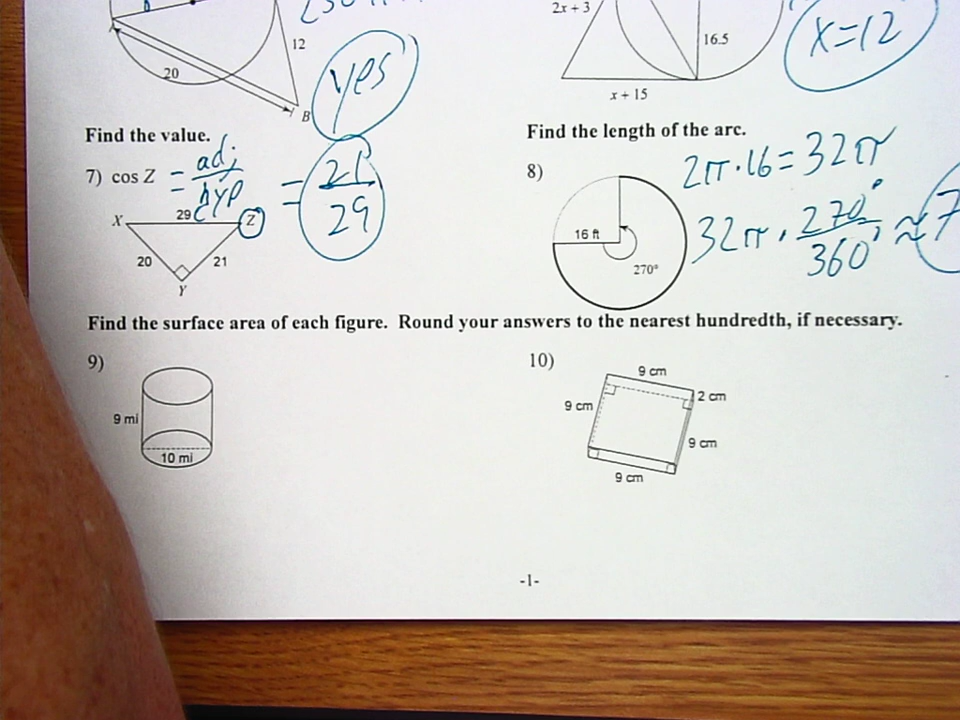 12
20
B
yes
2x + 3
16.5
x + 15
x = 12
Find the value.
7) cos Z = adj/hyp = 21/29
X
29
Z
20
21
Y
Find the length of the arc.
8)
2π · 16 = 32π
16 ft
270°
32π · 270°/360° ≈ 7
Find the surface area of each figure. Round your answers to the nearest hundredth, if necessary.
9)
9 mi
10 mi
10)
9 cm
2 cm
9 cm
9 cm
9 cm
-1-